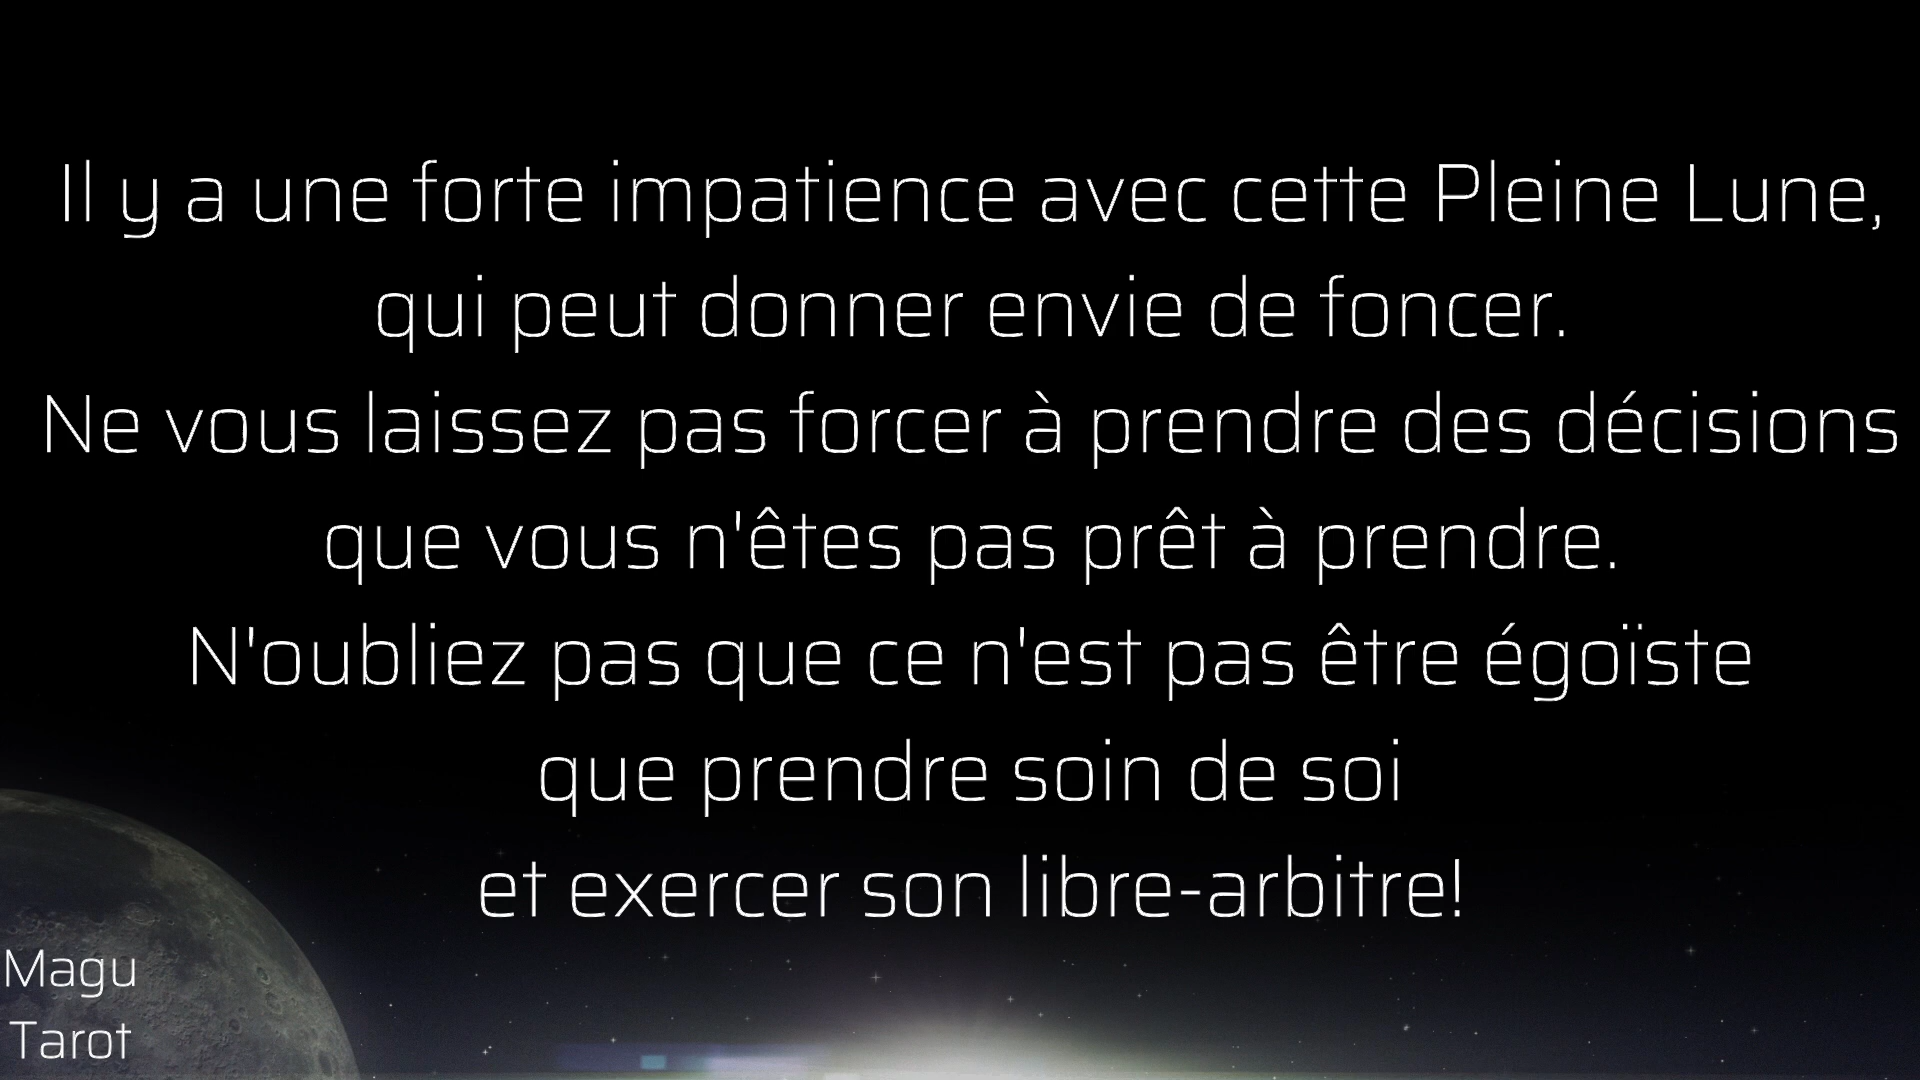 Il y a une forte impatience avec cette Pleine Lune,
qui peut donner envie de foncer.
Ne vous laissez pas forcer à prendre des décisions
que vous n'êtes pas prêt à prendre.
N'oubliez pas que ce n'est pas être égoïste
que prendre soin de soi
et exercer son libre-arbitre!
Magu
Tarot